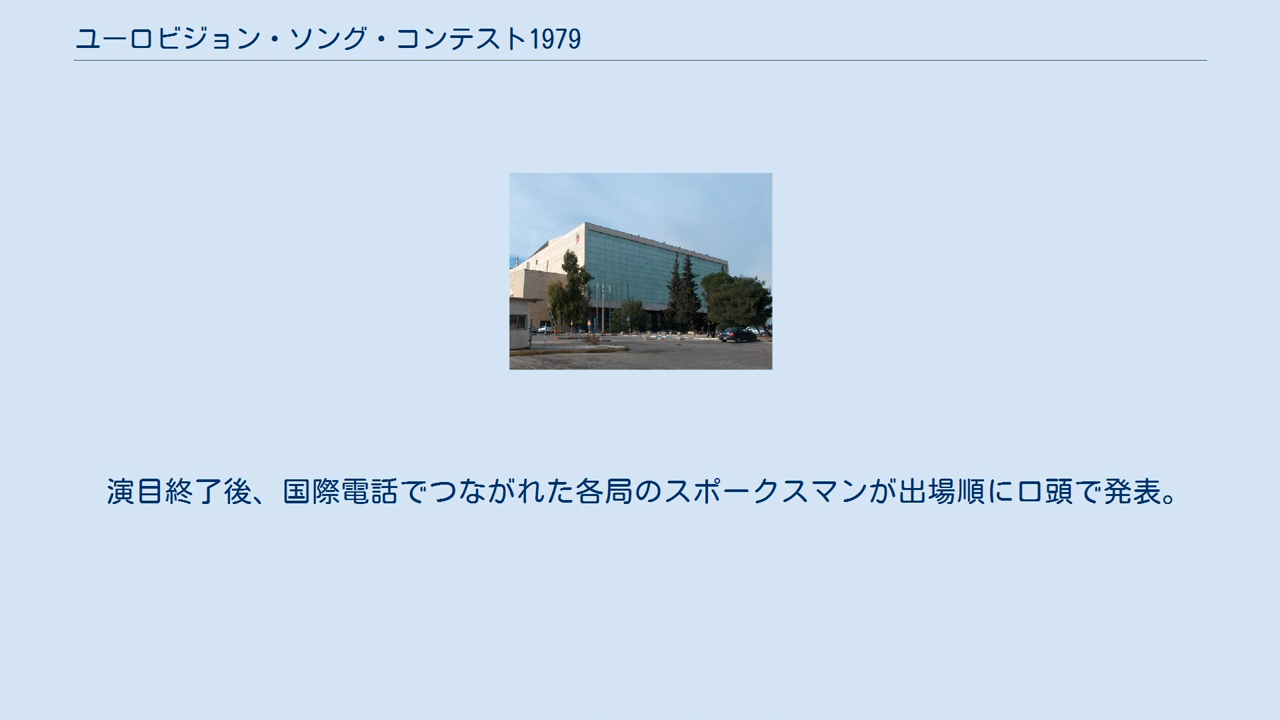 ユーロビジョン・ソング・コンテスト1979
演目終了後、国際電話でつながれた各局のスポークスマンが出場順に口頭で発表。